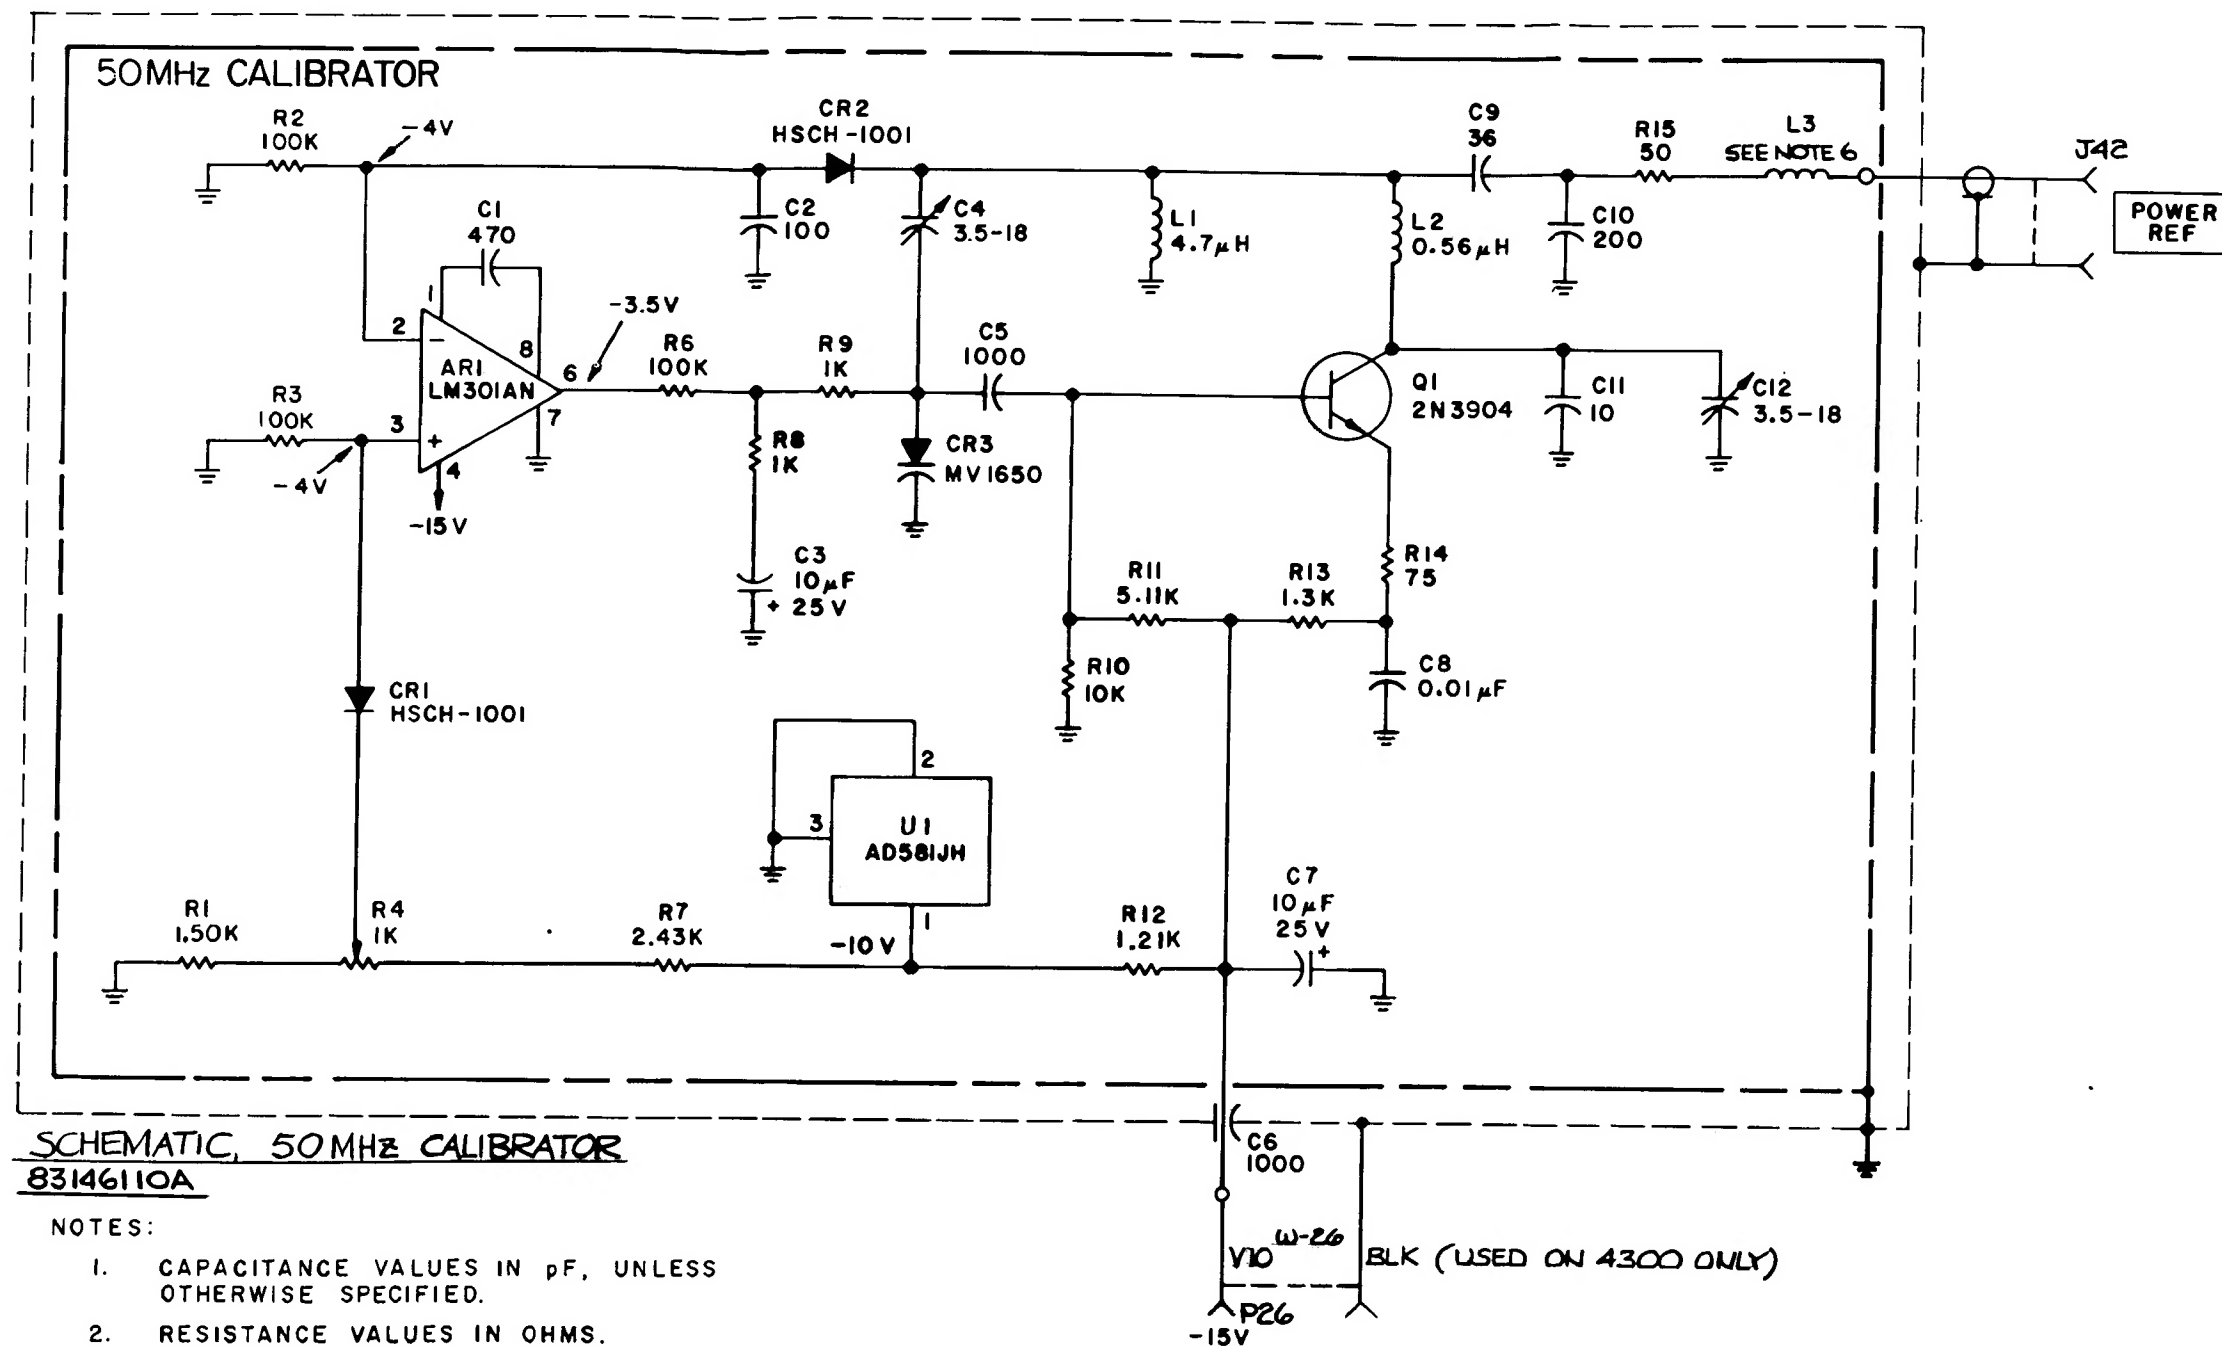 50MHz CALIBRATOR
R2
100K
-4V
CR2
HSCH-1001
C9
36
R15
50
L3
SEE NOTE 6
J42
POWER
REF
C1
470
C2
100
C4
3.5-18
L1
4.7μH
L2
0.56μH
C10
200
1
2
-
8
AR1
LM301AN
6
-3.5V
7
R3
100K
3
+
4
-4V
-15V
R6
100K
R9
1K
C5
1000
R8
1K
CR3
MV1650
Q1
2N3904
C11
10
C12
3.5-18
C3
10μF
+ 25V
R11
5.11K
R13
1.3K
R14
75
R10
10K
C8
0.01μF
CR1
HSCH-1001
2
3
U1
AD581JH
1
-10V
R1
1.50K
R4
1K
R7
2.43K
R12
1.21K
C7
10μF
25V
+
C6
1000
SCHEMATIC, 50MHz CALIBRATOR
83146110A
NOTES:
1. CAPACITANCE VALUES IN pF, UNLESS
OTHERWISE SPECIFIED.
2. RESISTANCE VALUES IN OHMS.
W-26
VIO
BLK (USED ON 4300 ONLY)
P26
-15V